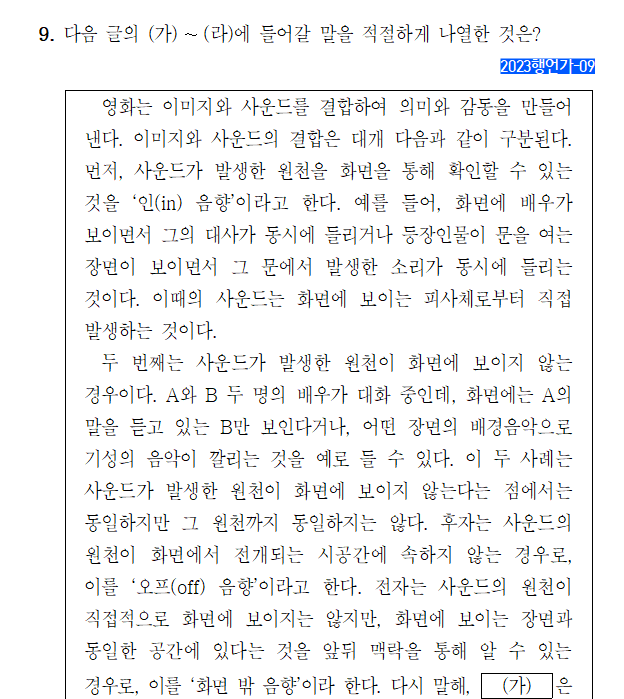 9. 다음 글의 (가) ~ (라)에 들어갈 말을 적절하게 나열한 것은?
2023행언가-09
영화는 이미지와 사운드를 결합하여 의미와 감동을 만들어
낸다. 이미지와 사운드의 결합은 대개 다음과 같이 구분된다.
먼저, 사운드가 발생한 원천을 화면을 통해 확인할 수 있는
것을 ‘인(in) 음향’이라고 한다. 예를 들어, 화면에 배우가
보이면서 그의 대사가 동시에 들리거나 등장인물이 문을 여는
장면이 보이면서 그 문에서 발생한 소리가 동시에 들리는
것이다. 이때의 사운드는 화면에 보이는 피사체로부터 직접
발생하는 것이다.
두 번째는 사운드가 발생한 원천이 화면에 보이지 않는
경우이다. A와 B 두 명의 배우가 대화 중인데, 화면에는 A의
말을 듣고 있는 B만 보인다거나, 어떤 장면의 배경음악으로
기성의 음악이 깔리는 것을 예로 들 수 있다. 이 두 사례는
사운드가 발생한 원천이 화면에 보이지 않는다는 점에서는
동일하지만 그 원천까지 동일하지는 않다. 후자는 사운드의
원천이 화면에서 전개되는 시공간에 속하지 않는 경우로,
이를 ‘오프(off) 음향’이라고 한다. 전자는 사운드의 원천이
직접적으로 화면에 보이지는 않지만, 화면에 보이는 장면과
동일한 공간에 있다는 것을 앞뒤 맥락을 통해 알 수 있는
경우로, 이를 ‘화면 밖 음향’이라 한다. 다시 말해, (가) 은